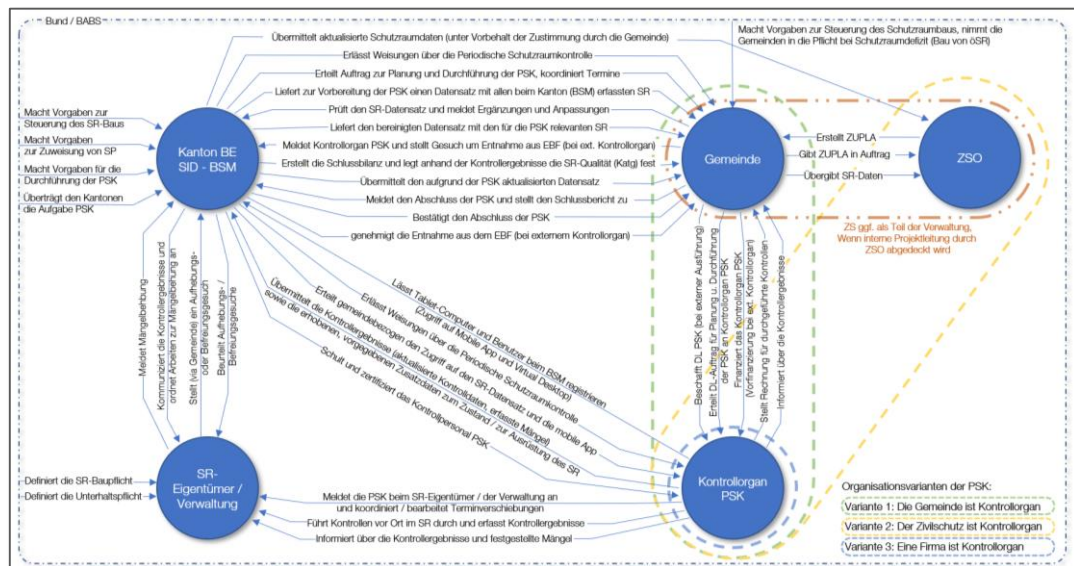 Bund / BABS
Übermittelt aktualisierte Schutzraumdaten (unter Vorbehalt der Zustimmung durch die Gemeinde)
Macht Vorgaben zur Steuerung des Schutzraumbaus, nimmt die
Gemeinden in die Pflicht bei Schutzraumdefizit (Bau von öSR)
Erlässt Weisungen über die Periodische Schutzraumkontrolle
Erteilt Auftrag zur Planung und Durchführung der PSK, koordiniert Termine
Liefert zur Vorbereitung der PSK einen Datensatz mit allen beim Kanton (BSM) erfassten SR
Prüft den SR-Datensatz und meldet Ergänzungen und Anpassungen
Liefert den bereinigten Datensatz mit den für die PSK relevanten SR
Meldet Kontrollorgan PSK und stellt Gesuch um Entnahme aus EBF (bei ext. Kontrollorgan)
Erstellt die Schlussbilanz und legt anhand der Kontrollergebnisse die SR-Qualität (Katg) fest
Übermittelt den aufgrund der PSK aktualisierten Datensatz
Meldet den Abschluss der PSK und stellt den Schlussbericht zu
Bestätigt den Abschluss der PSK
genehmigt die Entnahme aus dem EBF (bei externem Kontrollorgan)
Macht Vorgaben zur
Steuerung des SR-Baus
Macht Vorgaben
zur Zuweisung von SP
Macht Vorgaben für die
Durchführung der PSK
Überträgt den Kantonen
die Aufgabe PSK
Kanton BE
SID - BSM
Gemeinde
ZSO
Erstellt ZUPLA
Gibt ZUPLA in Auftrag
Übergibt SR-Daten
ZS ggf. als Teil der Verwaltung,
Wenn interne Projektleitung durch
ZSO abgedeckt wird
Meldet Mängelbehbung
Kommuniziert die Kontrollergebnisse und
ordnet Arbeiten zur Mängelbehung an
Stellt (via Gemeinde) ein Aufhebungs-
oder Befreiungsgesuch
Beurteilt Aufhebungs- /
Befreiungsgesuche
Lässt Tablet-Computer und Benutzer beim BSM registrieren
(Zugriff auf Mobile App und Virtual Desktop)
Erlässt Weisungen über die Periodische Schutzraumkontrolle
Erteilt gemeindebezogen den Zugriff auf den SR-Datensatz und die mobile App
Übermittelt die Kontrollergebnisse (aktualisierte Kontrolldaten, erfasste Mängel)
sowie die erhobenen, vorgegebenen Zusatzdaten zum Zustand / zur Ausrüstung des SR
Schult und zertifiziert das Kontrollpersonal PSK
Beschafft DL PSK (bei externer Ausführung)
Erteilt DL-Auftrag für Planung u. Durchführung
der PSK an Kontrollorgan PSK
Finanziert das Kontrollorgan PSK
(Vorfinanzierung bei ext. Kontrollorgan)
Stellt Rechnung für durchgeführte Kontrollen
Informiert über die Kontrollergebnisse
Definiert die SR-Baupflicht
Definiert die Unterhaltspflicht
SR-
Eigentümer /
Verwaltung
Meldet die PSK beim SR-Eigentümer / der Verwaltung an
und koordiniert / bearbeitet Terminverschiebungen
Führt Kontrollen vor Ort im SR durch und erfasst Kontrollergebnisse
Informiert über die Kontrollergebnisse und festgestellte Mängel
Kontrollorgan
PSK
Organisationsvarianten der PSK:
Variante 1: Die Gemeinde ist Kontrollorgan
Variante 2: Der Zivilschutz ist Kontrollorgan
Variante 3: Eine Firma ist Kontrollorgan